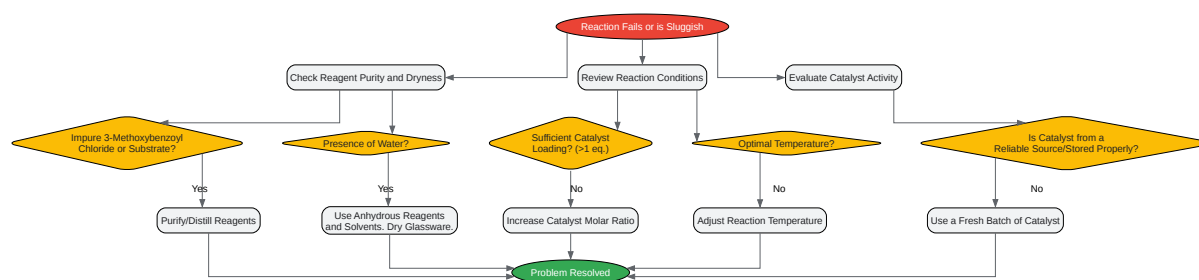 Reaction Fails or is Sluggish
Check Reagent Purity and Dryness
Review Reaction Conditions
Evaluate Catalyst Activity
Impure 3-Methoxybenzoyl
Chloride or Substrate?
Presence of Water?
Sufficient Catalyst
Loading? (>1 eq.)
Optimal Temperature?
Is Catalyst from a
Reliable Source/Stored Properly?
Yes
Yes
No
No
No
Purify/Distill Reagents
Use Anhydrous Reagents
and Solvents. Dry Glassware.
Increase Catalyst Molar Ratio
Adjust Reaction Temperature
Use a Fresh Batch of Catalyst
Problem Resolved